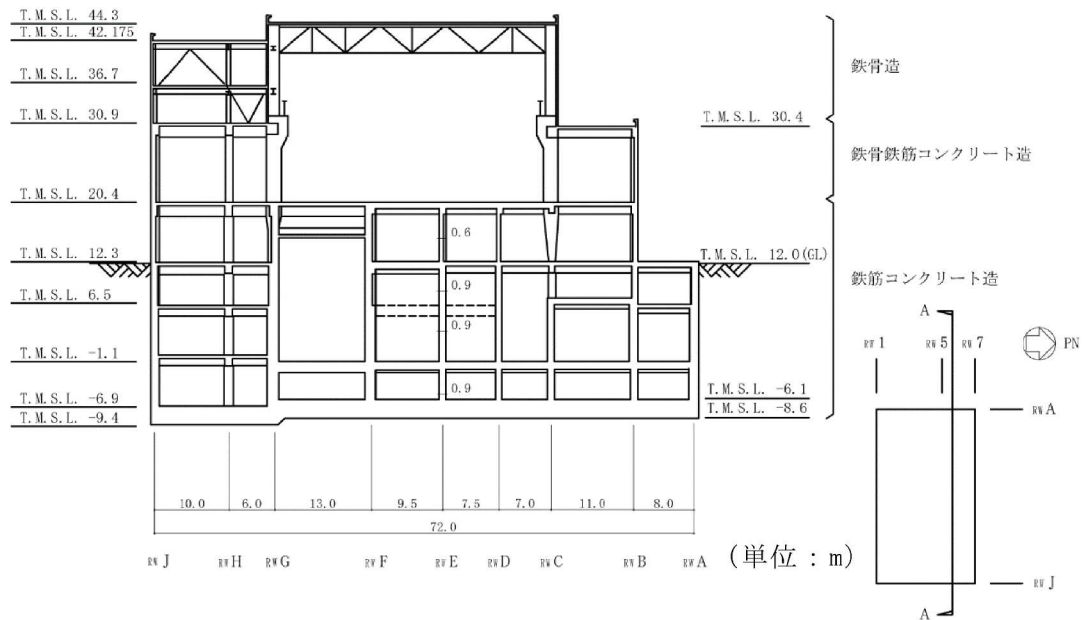 T.M.S.L. 44.3
T.M.S.L. 42.175
T.M.S.L. 36.7
T.M.S.L. 30.9
T.M.S.L. 20.4
T.M.S.L. 12.3
T.M.S.L. 6.5
T.M.S.L. -1.1
T.M.S.L. -6.9
T.M.S.L. -9.4
0.6
0.9
0.9
0.9
T.M.S.L. 30.4
T.M.S.L. 12.0(GL)
T.M.S.L. -6.1
T.M.S.L. -8.6
鉄骨造
鉄骨鉄筋コンクリート造
鉄筋コンクリート造
10.0 6.0 13.0 9.5 7.5 7.0 11.0 8.0
72.0
RW J RW H RW G RW F RW E RW D RW C RW B RW A
(単位:m)
A
RW 1 RW 5 RW 7 PN
RW A
RW J
A